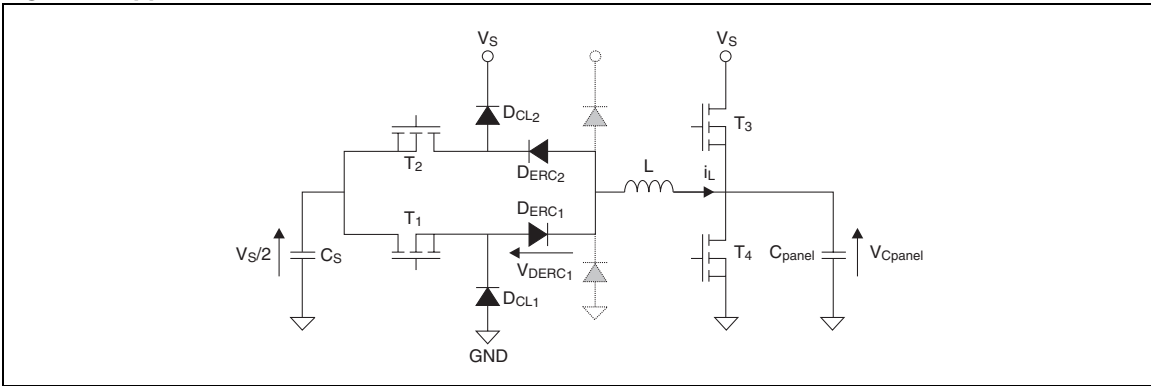 VS
VS
DCL2
T3
T2
DERC2
L
iL
DERC1
T1
VS/2
CS
VDERC1
T4
Cpanel
VCpanel
DCL1
GND